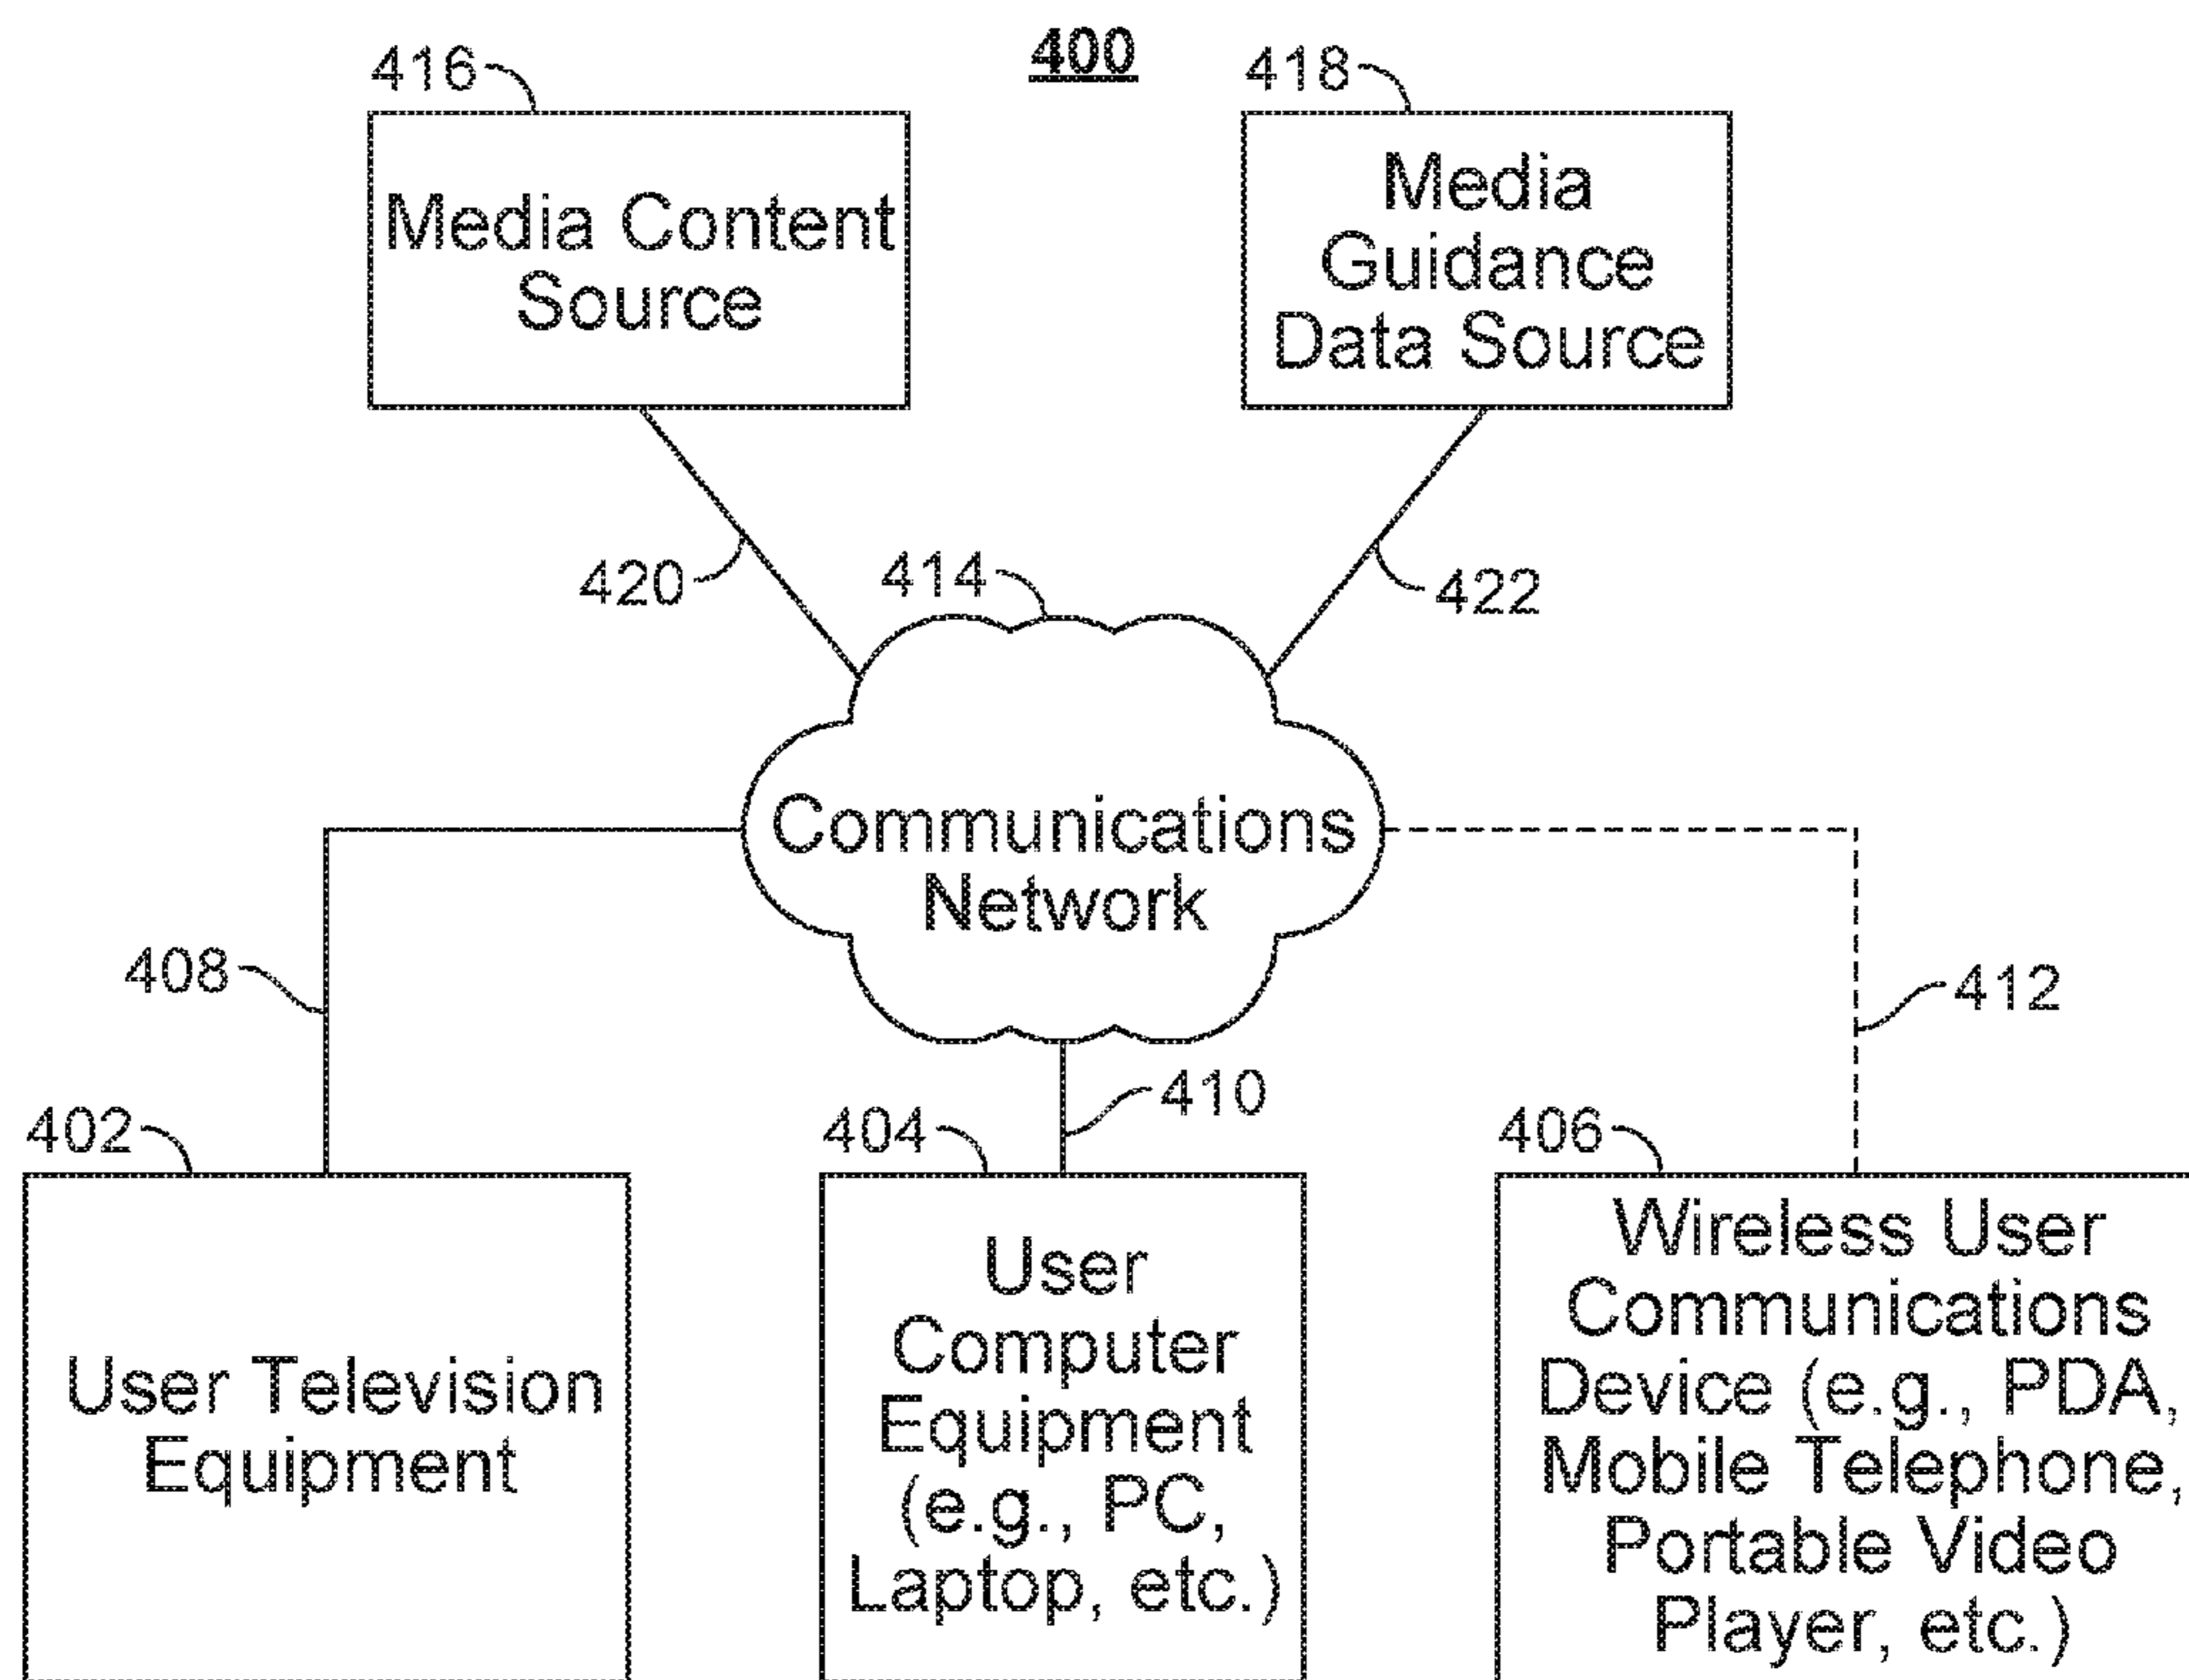 400
416
418
Media Content
Source
Media
Guidance
Data Source
420
414
422
Communications
Network
408
412
410
402
404
406
User Television
Equipment
User
Computer
Equipment
(e.g., PC,
Laptop, etc.)
Wireless User
Communications
Device (e.g., PDA,
Mobile Telephone,
Portable Video
Player, etc.)